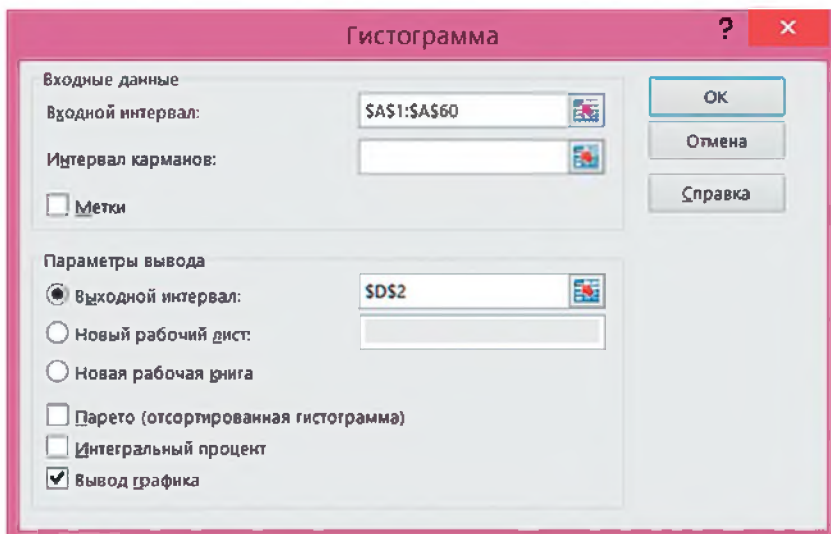 Гистограмма ? ×
Входные данные
Входной интервал: $A$1:$A$60
Интервал карманов:
Метки
OK
Отмена
Справка
Параметры вывода
Выходной интервал: $D$2
Новый рабочий лист:
Новая рабочая книга
Парето (отсортированная гистограмма)
Интегральный процент
Вывод графика